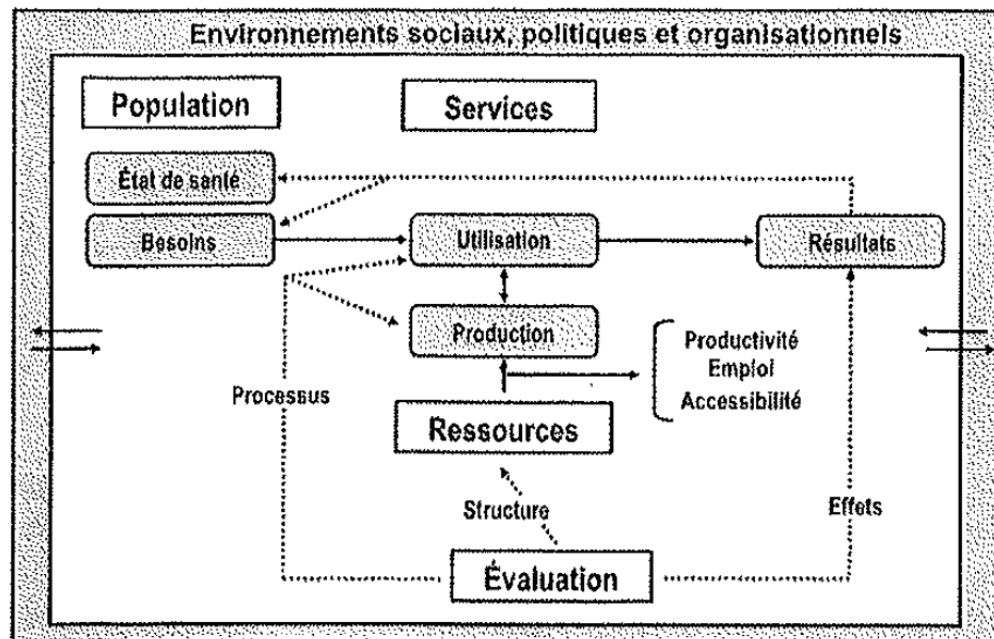 Environnements sociaux, politiques et organisationnels
Population
Services
État de santé
Besoins
Utilisation
Résultats
Production
Productivité
Emploi
Accessibilité
Processus
Ressources
Structure
Effets
Évaluation